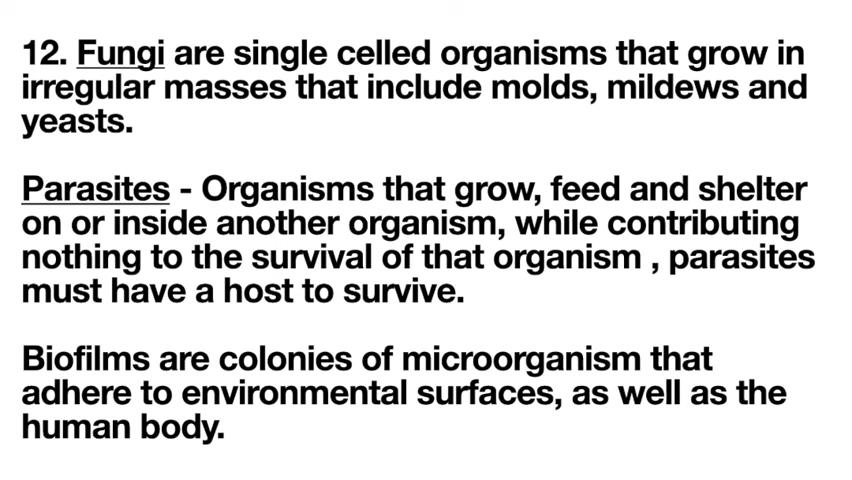 12. Fungi are single celled organisms that grow in
irregular masses that include molds, mildews and
yeasts.
Parasites - Organisms that grow, feed and shelter
on or inside another organism, while contributing
nothing to the survival of that organism , parasites
must have a host to survive.
Biofilms are colonies of microorganism that
adhere to environmental surfaces, as well as the
human body.